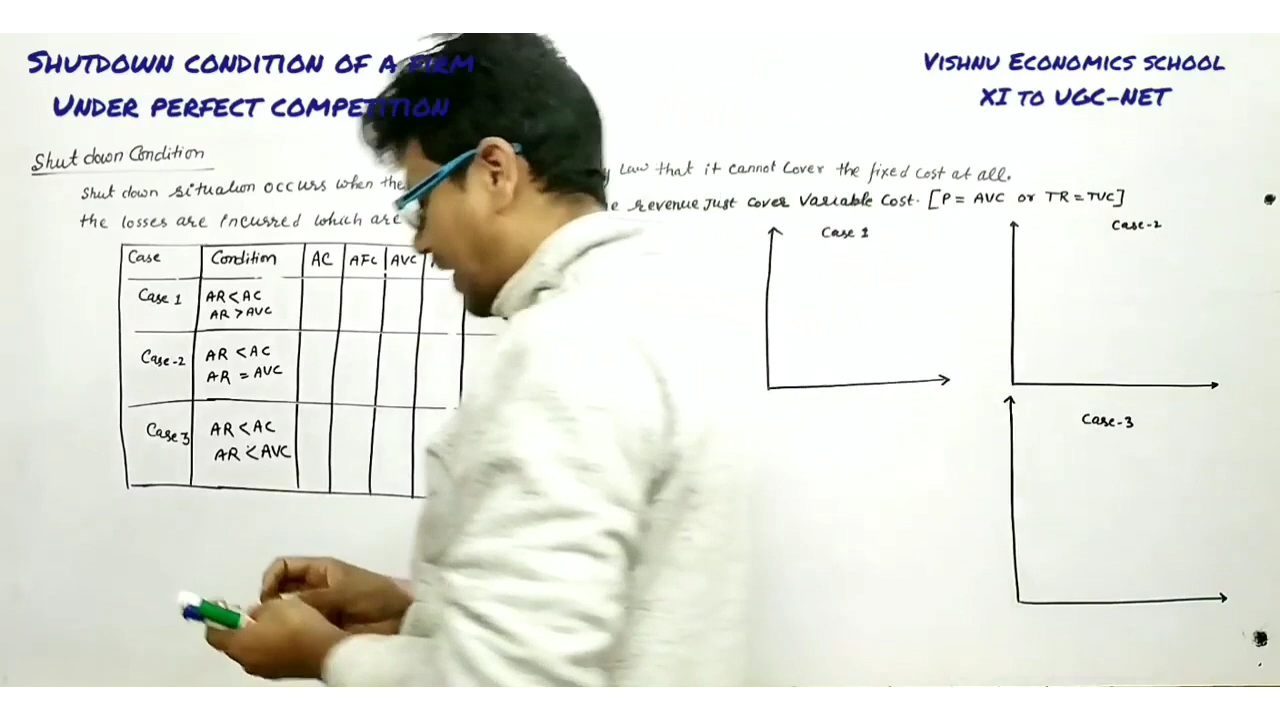 SHUTDOWN CONDITION OF A FIRM
UNDER PERFECT COMPETITION
VISHNU ECONOMICS SCHOOL
XI TO UGC-NET
Shut down Condition
Shut down situation occurs when the Law that it cannot Cover the fixed Cost at all.
the losses are incurred which are revenue Just cover Variable Cost. [P = AVC or TR = TVC]
Case Condition AC AFC AVC
Case 1 AR < AC
AR > AVC
Case-2 AR < AC
AR = AVC
Case 3 AR < AC
AR < AVC
Case 1
Case-2
Case-3